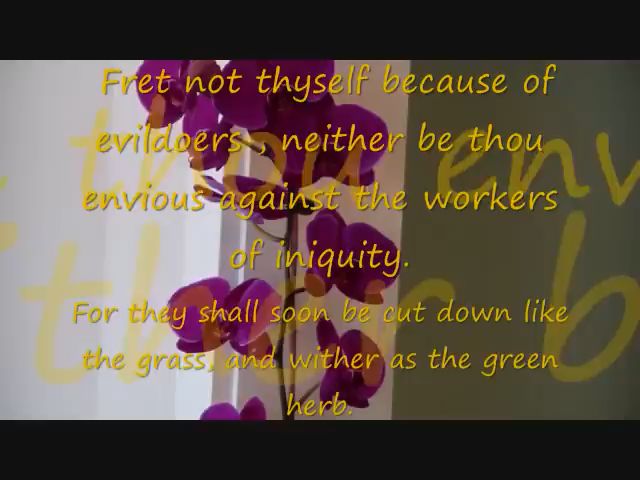 Fret not thyself because of
evildoers , neither be thou
envious against the workers
of iniquity.
For they shall soon be cut down like
the grass, and wither as the green
herb.